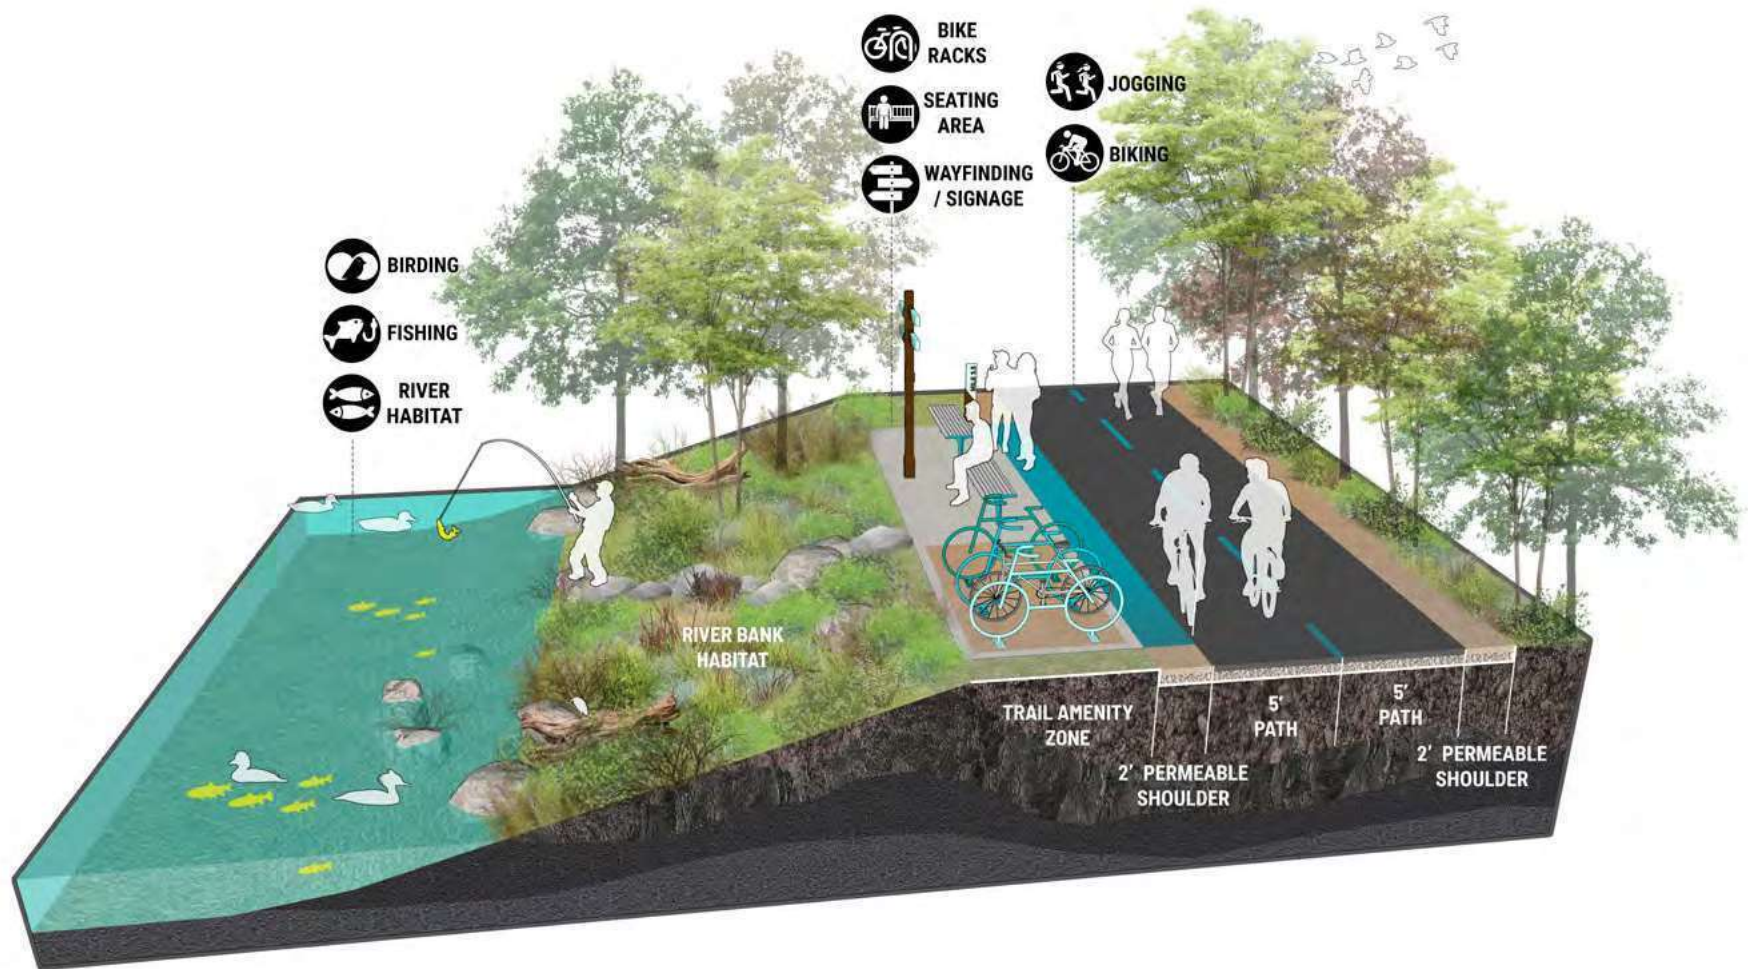 BIKE
RACKS
SEATING
AREA
WAYFINDING
/ SIGNAGE
JOGGING
BIKING
BIRDING
FISHING
RIVER
HABITAT
RIVER BANK
HABITAT
TRAIL AMENITY
ZONE
2' PERMEABLE
SHOULDER
5'
PATH
5'
PATH
2' PERMEABLE
SHOULDER